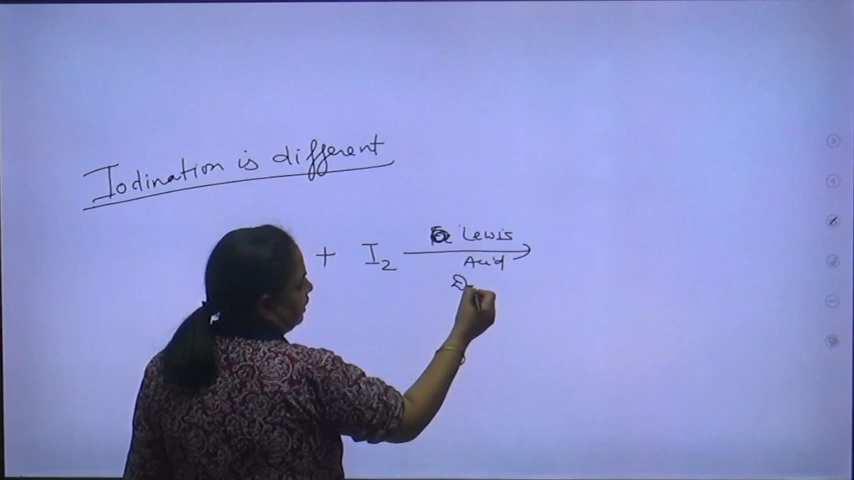 Iodination is different
+ I₂ Lewis
Acid
D